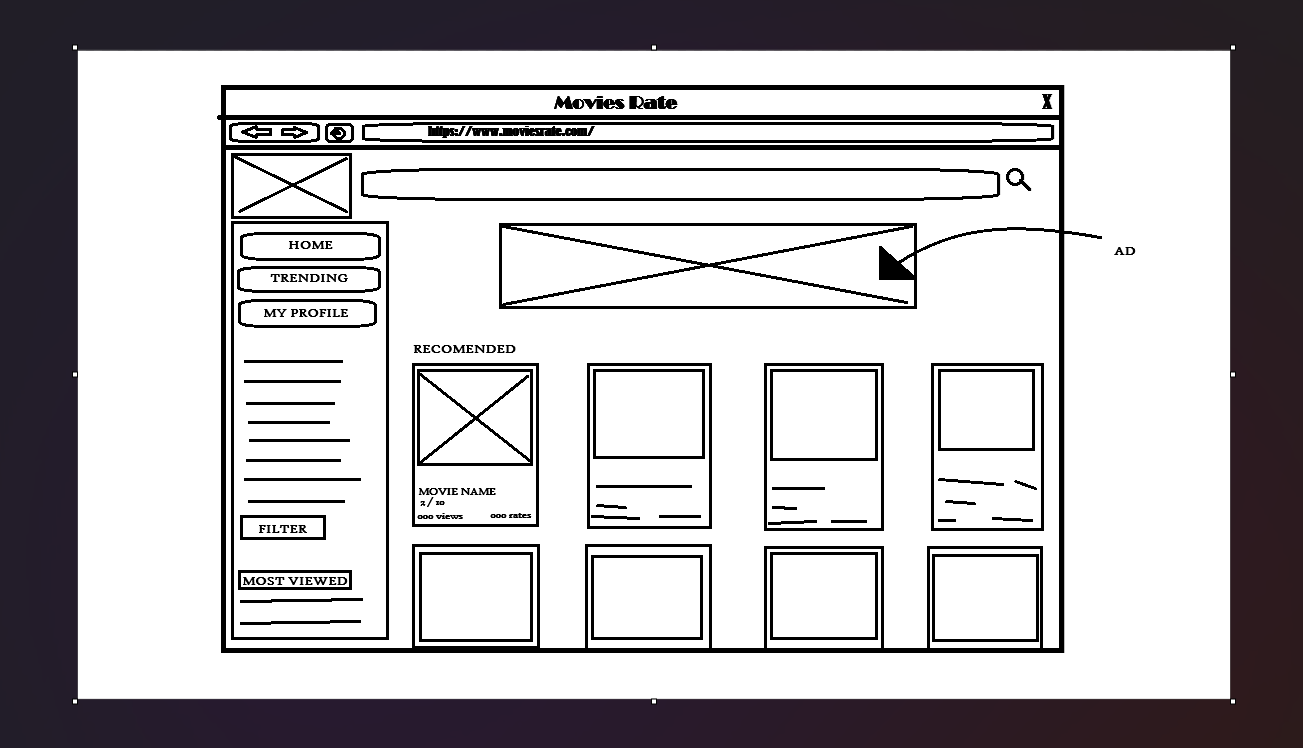 Movies Rate
X
https://www.moviesrate.com/
HOME
TRENDING
MY PROFILE
AD
RECOMENDED
MOVIE NAME
2 / 10
000 views 000 rates
FILTER
MOST VIEWED